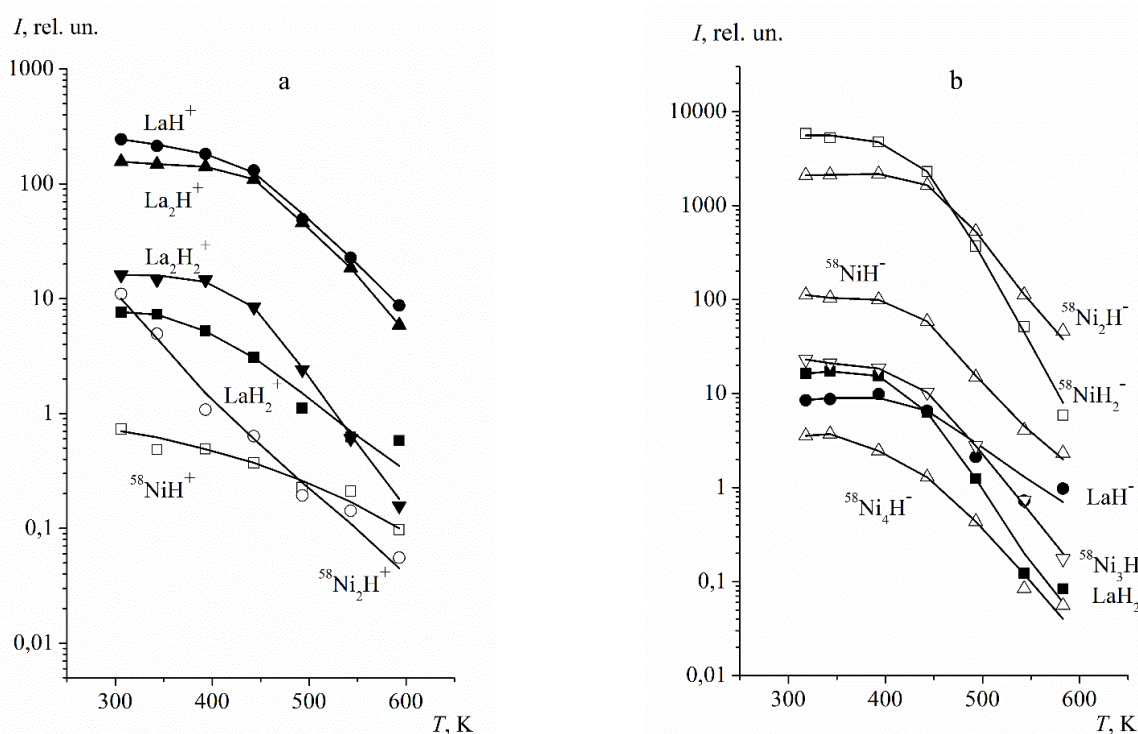 I, rel. un.
a
1000
100
10
1
0,1
0,01
LaH⁺
La₂H⁺
La₂H₂⁺
LaH₂⁺
⁵⁸NiH⁺
⁵⁸Ni₂H⁺
300 400 500 600
T, K
I, rel. un.
b
10000
1000
100
10
1
0,1
0,01
⁵⁸NiH⁻
⁵⁸Ni₂H⁻
⁵⁸NiH₂⁻
⁵⁸Ni₄H⁻
LaH⁻
⁵⁸Ni₃H
LaH₂
300 400 500 600
T, K